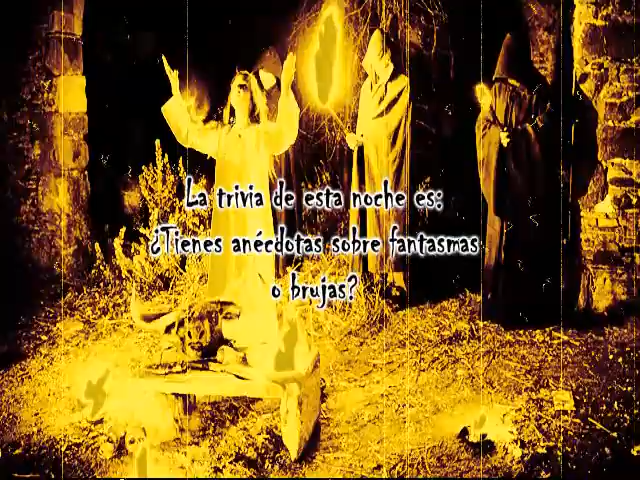 La trivia de esta noche es:
¿Tienes anécdotas sobre fantasmas
o brujas?